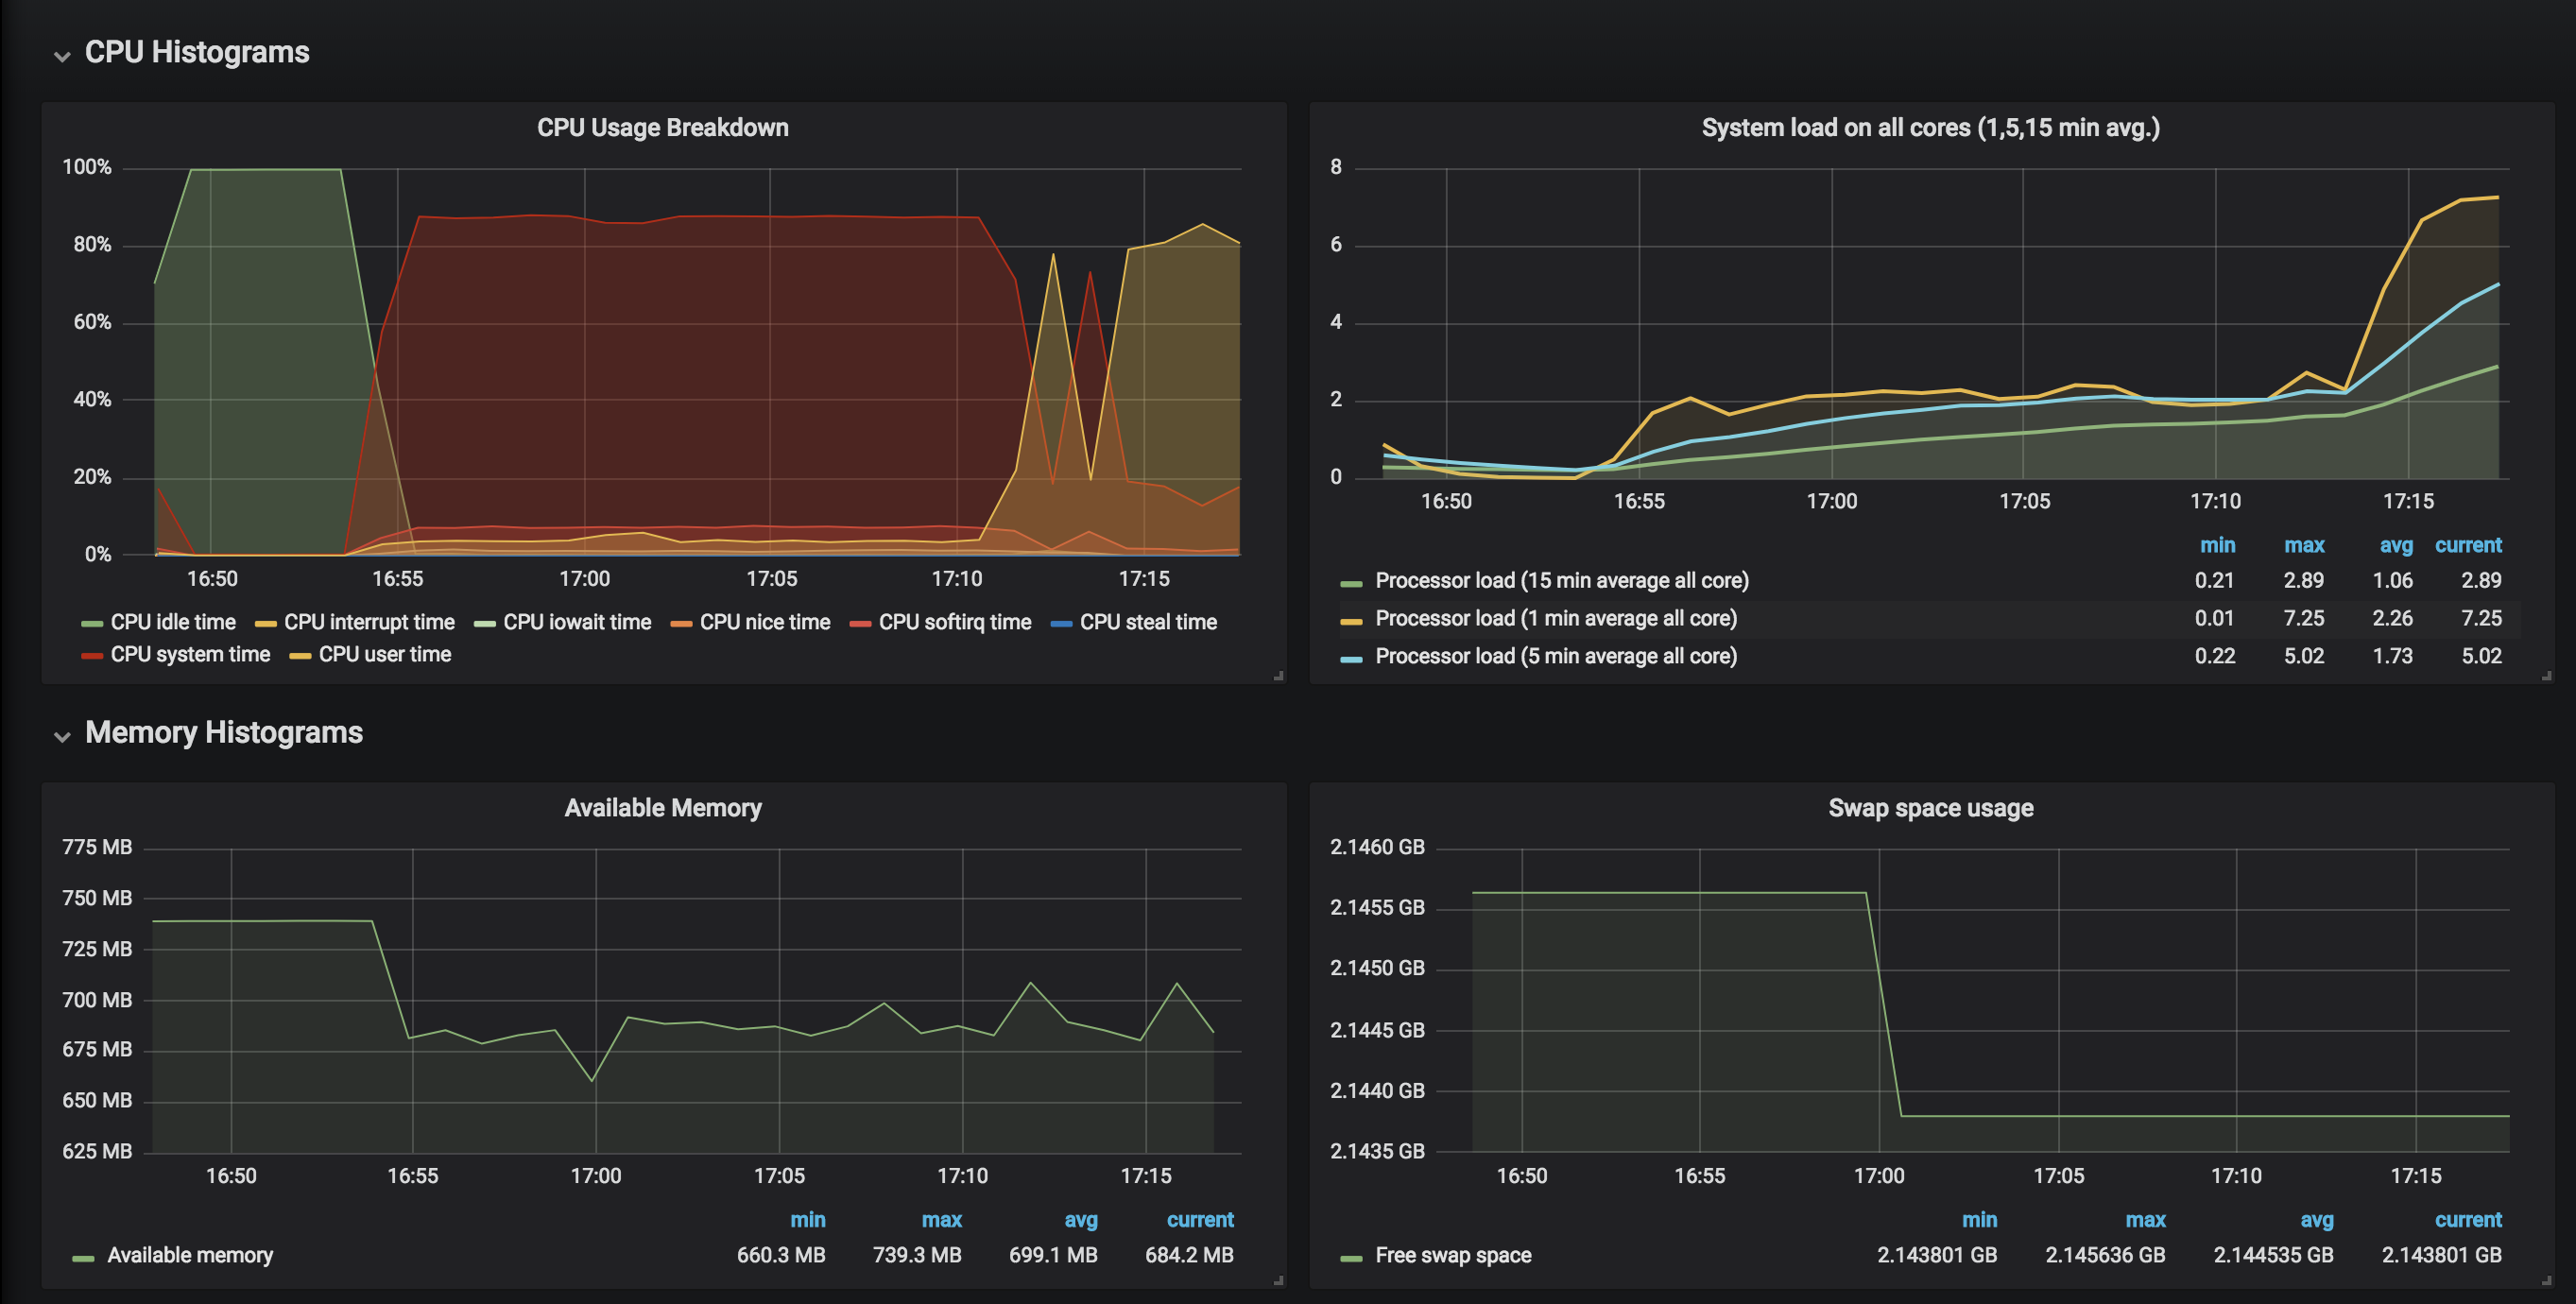 CPU Histograms
CPU Usage Breakdown
100%
80%
60%
40%
20%
0%
16:50 16:55 17:00 17:05 17:10 17:15
CPU idle time CPU interrupt time CPU iowait time CPU nice time CPU softirq time CPU steal time
CPU system time CPU user time
System load on all cores (1,5,15 min avg.)
8
6
4
2
0
16:50 16:55 17:00 17:05 17:10 17:15
min max avg current
Processor load (15 min average all core) 0.21 2.89 1.06 2.89
Processor load (1 min average all core) 0.01 7.25 2.26 7.25
Processor load (5 min average all core) 0.22 5.02 1.73 5.02
Memory Histograms
Available Memory
775 MB
750 MB
725 MB
700 MB
675 MB
650 MB
625 MB
16:50 16:55 17:00 17:05 17:10 17:15
min max avg current
Available memory 660.3 MB 739.3 MB 699.1 MB 684.2 MB
Swap space usage
2.1460 GB
2.1455 GB
2.1450 GB
2.1445 GB
2.1440 GB
2.1435 GB
16:50 16:55 17:00 17:05 17:10 17:15
min max avg current
Free swap space 2.143801 GB 2.145636 GB 2.144535 GB 2.143801 GB